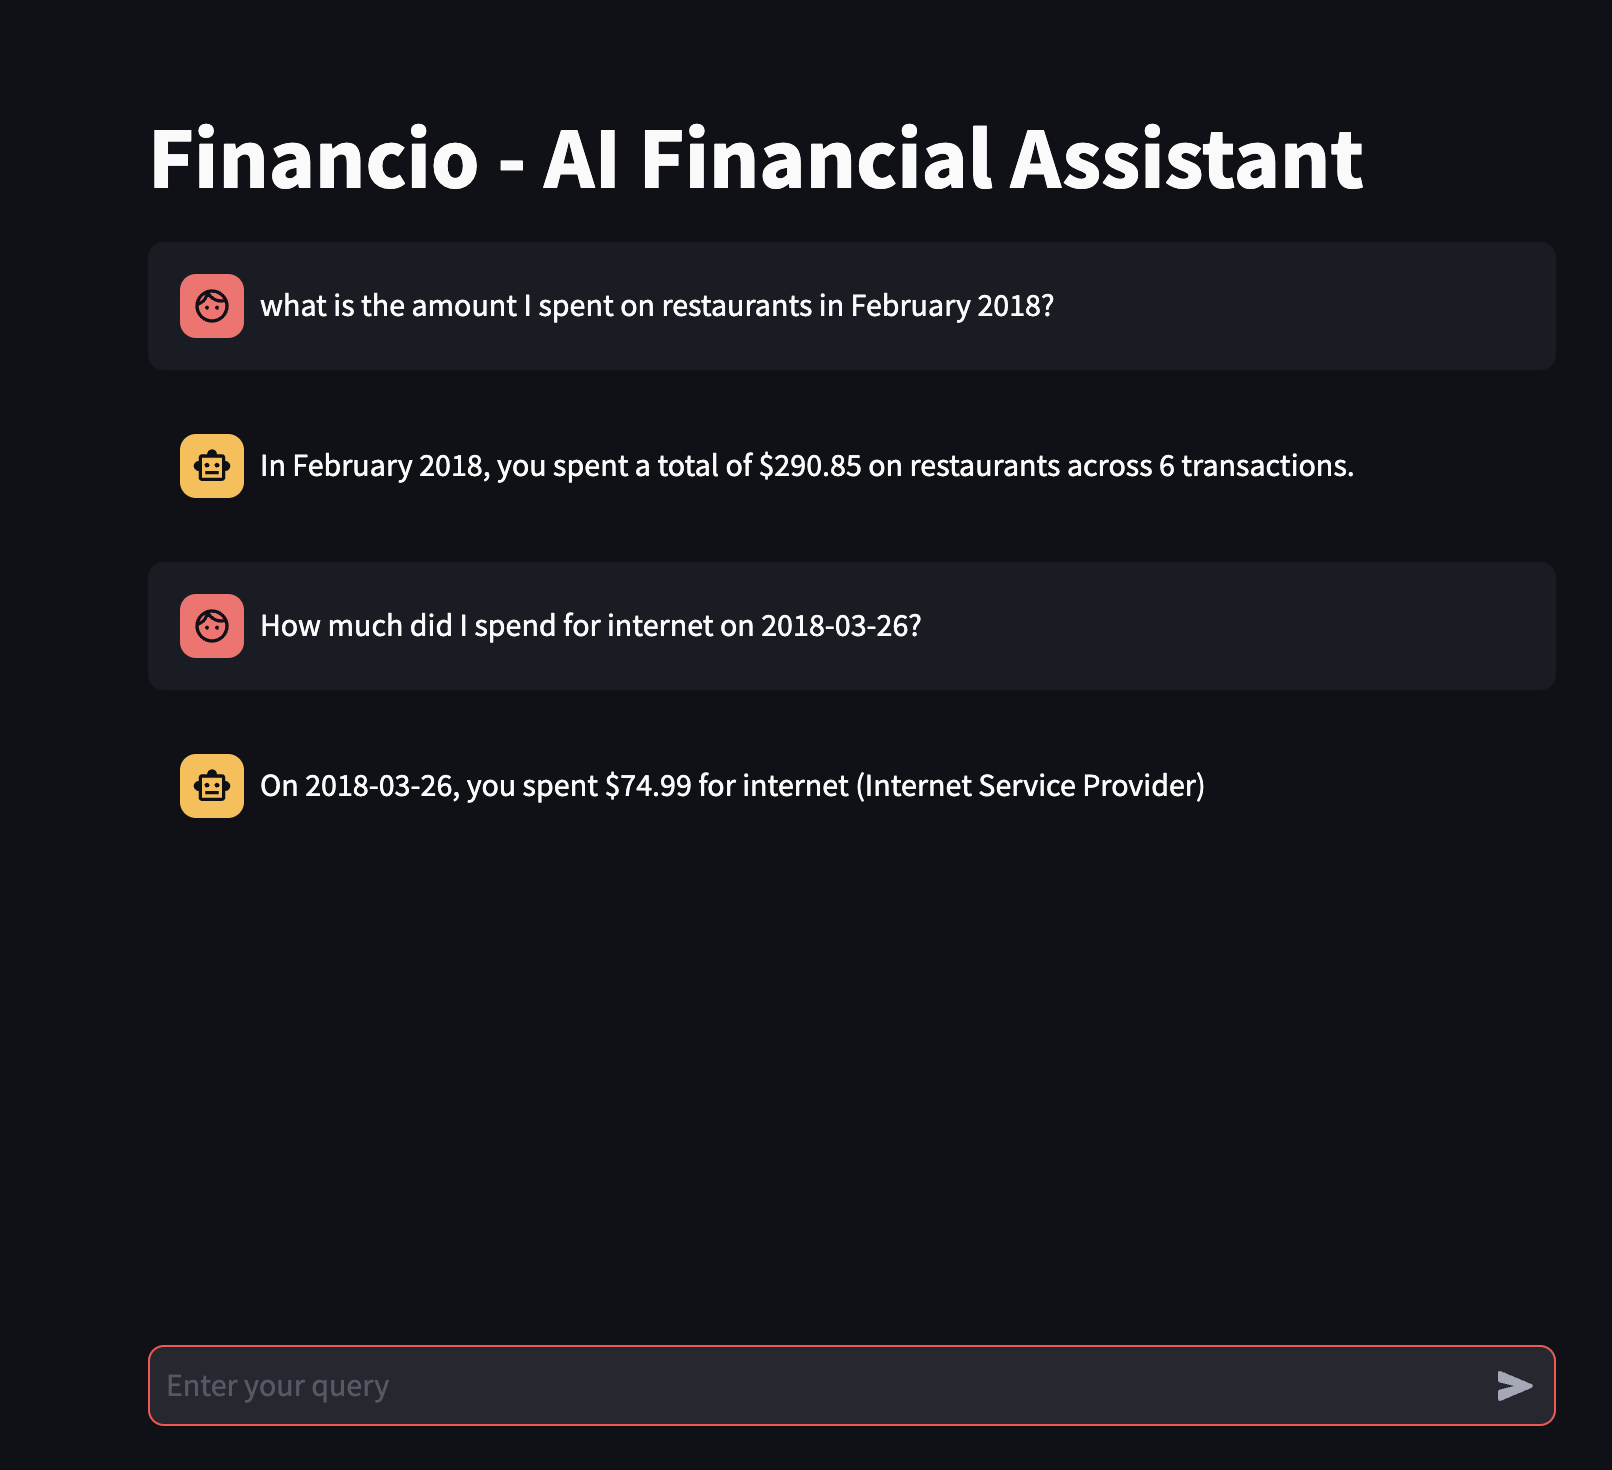 Financio - AI Financial Assistant
what is the amount I spent on restaurants in February 2018?
In February 2018, you spent a total of $290.85 on restaurants across 6 transactions.
How much did I spend for internet on 2018-03-26?
On 2018-03-26, you spent $74.99 for internet (Internet Service Provider)
Enter your query